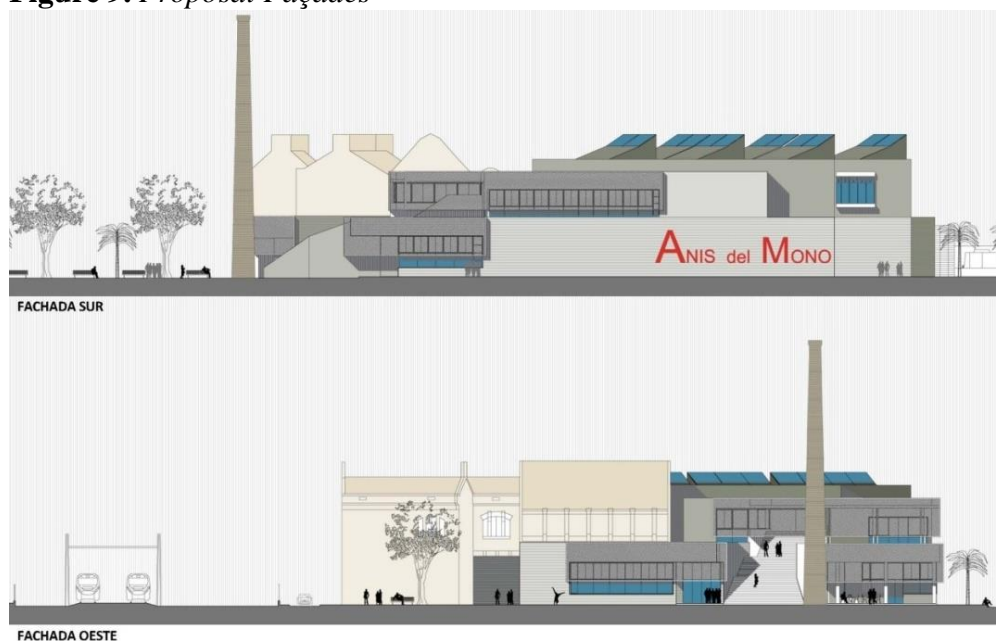 Figure 9. Proposal Façades
ANIS del MONO
FACHADA SUR
FACHADA OESTE